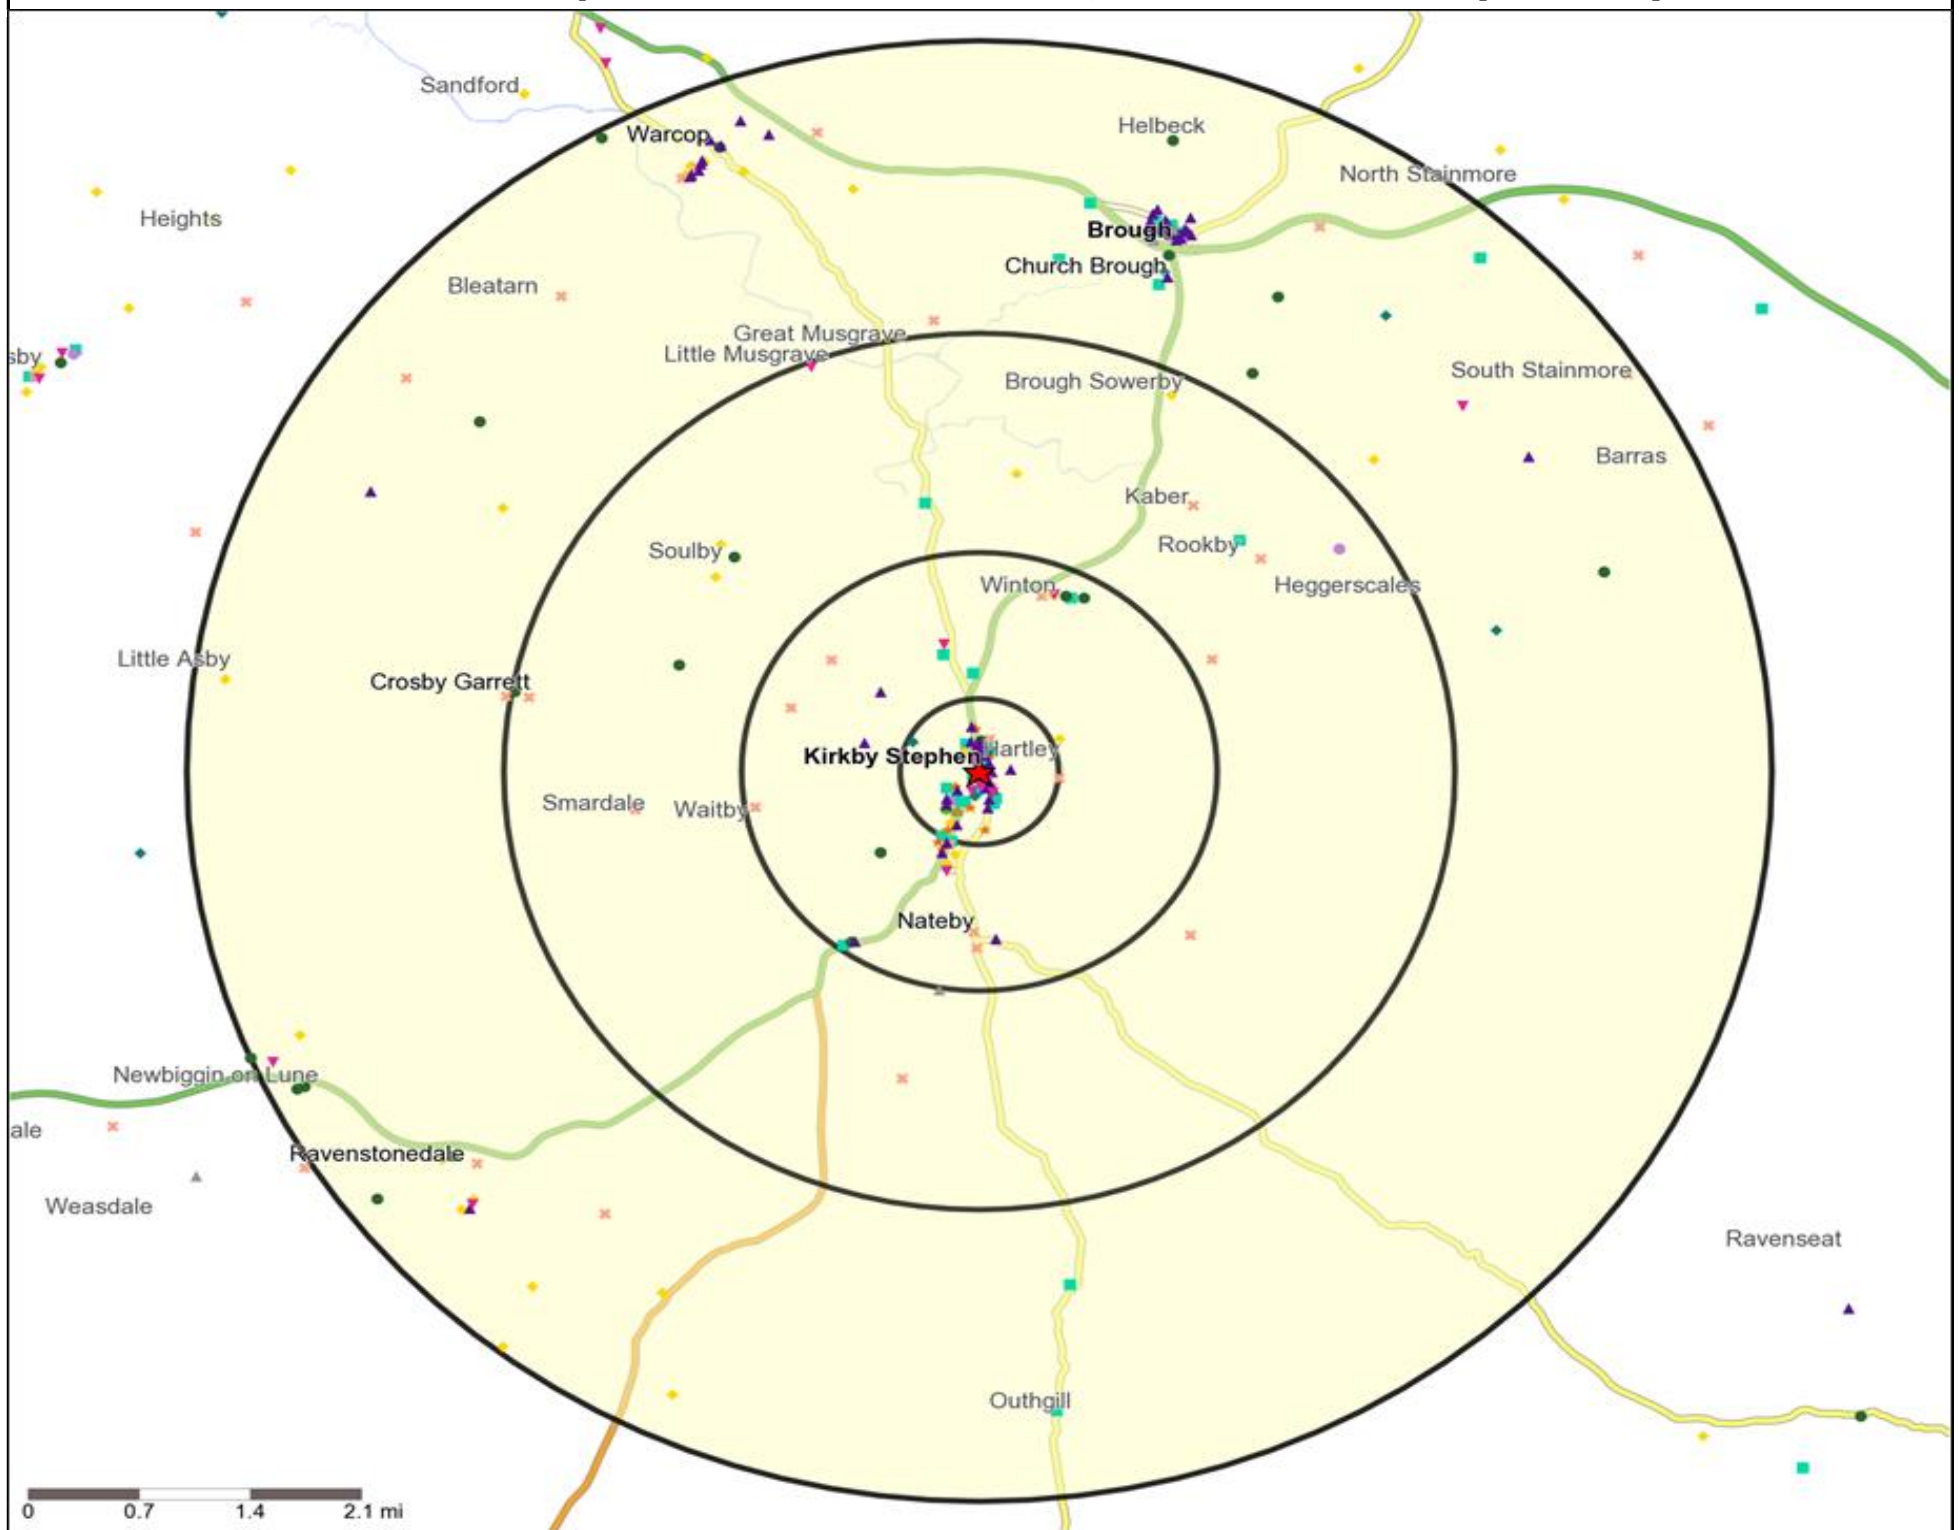 Sandford
Warcop
Helbeck
North Stainmore
Heights
Brough
Church Brough
Bleatarn
Great Musgrave
Little Musgrave
sby
Brough Sowerby
South Stainmore
Barras
Kaber
Soulby
Rookby
Winton
Heggerscales
Little Asby
Crosby Garrett
Hartley
Kirkby Stephen
Smardale
Waitby
Nateby
Newbiggin on Lune
ale
Ravenstonedale
Weasdale
Ravenseat
Outhgill
0 0.7 1.4 2.1 mi